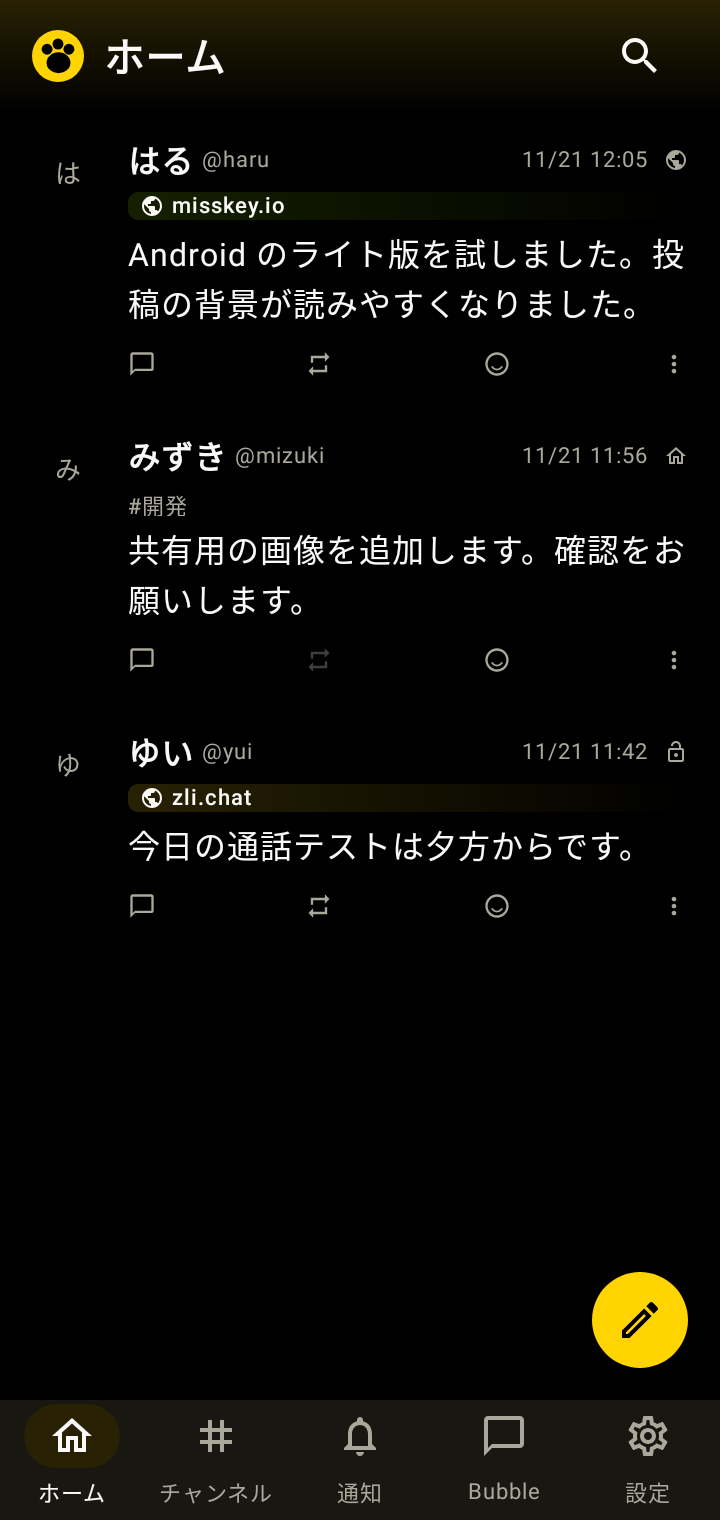 ホーム
は
はる @haru 11/21 12:05
misskey.io
Android のライト版を試しました。投
稿の背景が読みやすくなりました。
み
みずき @mizuki 11/21 11:56
#開発
共有用の画像を追加します。確認をお
願いします。
ゆ
ゆい @yui 11/21 11:42
zli.chat
今日の通話テストは夕方からです。
ホーム チャンネル 通知 Bubble 設定